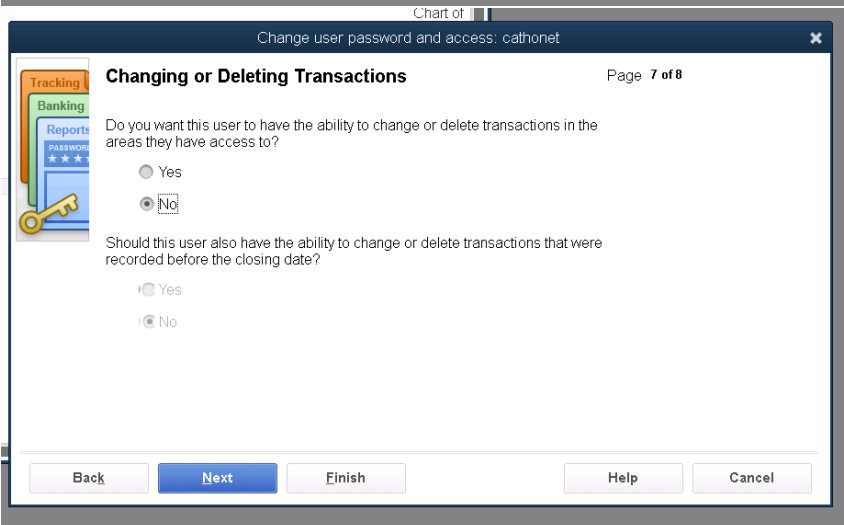 Chart of
Change user password and access: cathonet
Tracking
Banking
Reports
PASSWOR
Changing or Deleting Transactions
Page 7 of 8
Do you want this user to have the ability to change or delete transactions in the
areas they have access to?
Yes
No
Should this user also have the ability to change or delete transactions that were
recorded before the closing date?
Yes
No
Back
Next
Finish
Help
Cancel